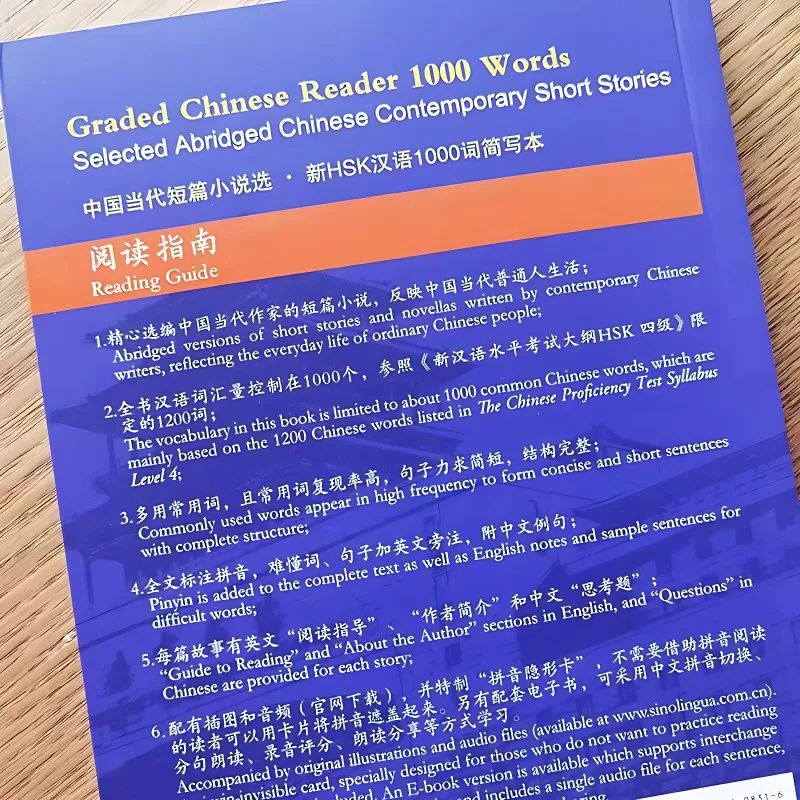 Graded Chinese Reader 1000 Words
Selected Abridged Chinese Contemporary Short Stories
中国当代短篇小说选 · 新HSK汉语1000词简写本
阅读指南
Reading Guide
1.精心选编中国当代作家的短篇小说，反映中国当代普通人生活；
Abridged versions of short stories and novellas written by contemporary Chinese
writers, reflecting the everyday life of ordinary Chinese people;
2.全书汉语词汇量控制在1000个，参照《新汉语水平考试大纲HSK 四级》限
定的1200词；
The vocabulary in this book is limited to about 1000 common Chinese words, which are
mainly based on the 1200 Chinese words listed in The Chinese Proficiency Test Syllabus
Level 4;
3.多用常用词，且常用词复现率高，句子力求简短，结构完整；
Commonly used words appear in high frequency to form concise and short sentences
with complete structure;
4.全文标注拼音，难懂词、句子加英文旁注，附中文例句；
Pinyin is added to the complete text as well as English notes and sample sentences for
difficult words;
5.每篇故事有英文“阅读指导”、“作者简介”和中文“思考题”；
“Guide to Reading” and “About the Author” sections in English, and “Questions” in
Chinese are provided for each story;
6.配有插图和音频（官网下载），并特制“拼音隐形卡”，不需要借助拼音阅读
的读者可以用卡片将拼音遮盖起来。另有配套电子书，可采用中文拼音切换、
分句朗读、录音评分、朗读分享等方式学习。
Accompanied by original illustrations and audio files (available at www.sinolingua.com.cn).
invisible card, specially designed for those who do not want to practice reading
included. An E-book version is available which supports interchange
and includes a single audio file for each sentence,
0831-6